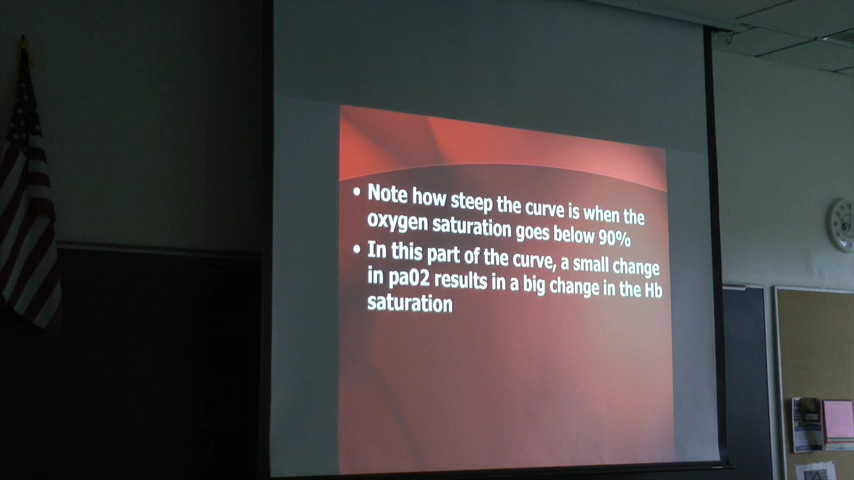 • Note how steep the curve is when the
oxygen saturation goes below 90%
• In this part of the curve, a small change
in pa02 results in a big change in the Hb
saturation